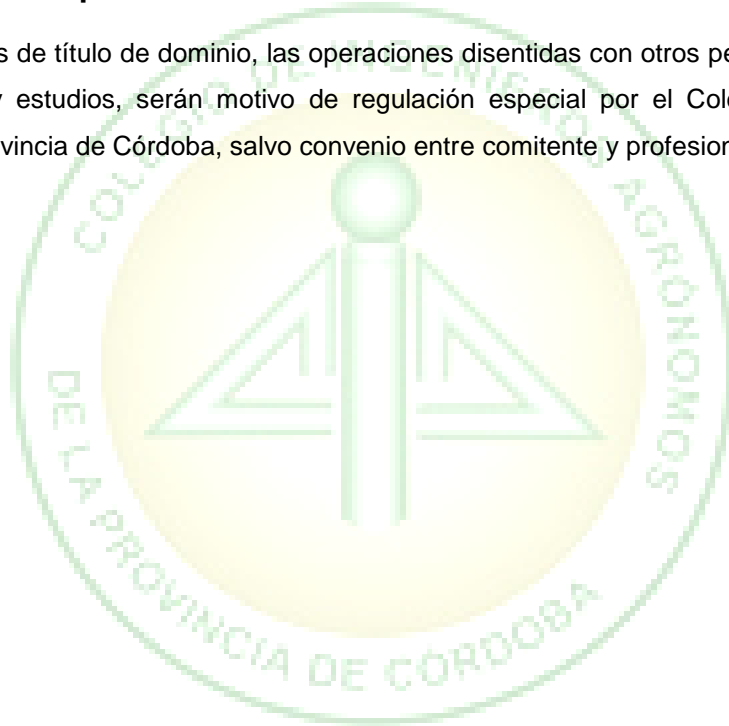 s de título de dominio, las operaciones disentidas con otros pe
y estudios, serán motivo de regulación especial por el Cole
vincia de Córdoba, salvo convenio entre comitente y profesion
COLEGIO DE INGENIEROS AGRÓNOMOS
DE LA PROVINCIA DE CÓRDOBA